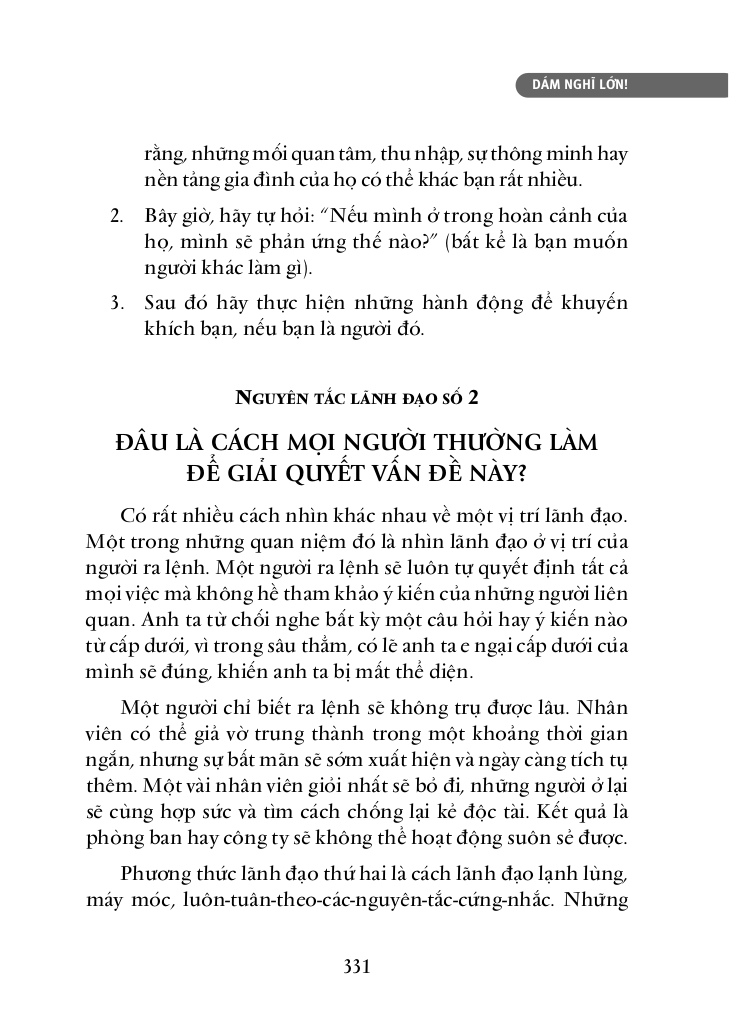 DÁM NGHĨ LỚN!
rằng, những mối quan tâm, thu nhập, sự thông minh hay
nền tảng gia đình của họ có thể khác bạn rất nhiều.
2. Bây giờ, hãy tự hỏi: “Nếu mình ở trong hoàn cảnh của
họ, mình sẽ phản ứng thế nào?” (bất kể là bạn muốn
người khác làm gì).
3. Sau đó hãy thực hiện những hành động để khuyến
khích bạn, nếu bạn là người đó.
Nguyên tắc lãnh đạo số 2
ĐÂU LÀ CÁCH MỌI NGƯỜI THƯỜNG LÀM
ĐỂ GIẢI QUYẾT VẤN ĐỀ NÀY?
Có rất nhiều cách nhìn khác nhau về một vị trí lãnh đạo.
Một trong những quan niệm đó là nhìn lãnh đạo ở vị trí của
người ra lệnh. Một người ra lệnh sẽ luôn tự quyết định tất cả
mọi việc mà không hề tham khảo ý kiến của những người liên
quan. Anh ta từ chối nghe bất kỳ một câu hỏi hay ý kiến nào
từ cấp dưới, vì trong sâu thẳm, có lẽ anh ta e ngại cấp dưới của
mình sẽ đúng, khiến anh ta bị mất thể diện.
Một người chỉ biết ra lệnh sẽ không trụ được lâu. Nhân
viên có thể giả vờ trung thành trong một khoảng thời gian
ngắn, nhưng sự bất mãn sẽ sớm xuất hiện và ngày càng tích tụ
thêm. Một vài nhân viên giỏi nhất sẽ bỏ đi, những người ở lại
sẽ cùng hợp sức và tìm cách chống lại kẻ độc tài. Kết quả là
phòng ban hay công ty sẽ không thể hoạt động suôn sẻ được.
Phương thức lãnh đạo thứ hai là cách lãnh đạo lạnh lùng,
máy móc, luôn-tuân-theo-các-nguyên-tắc-cứng-nhắc. Những
331